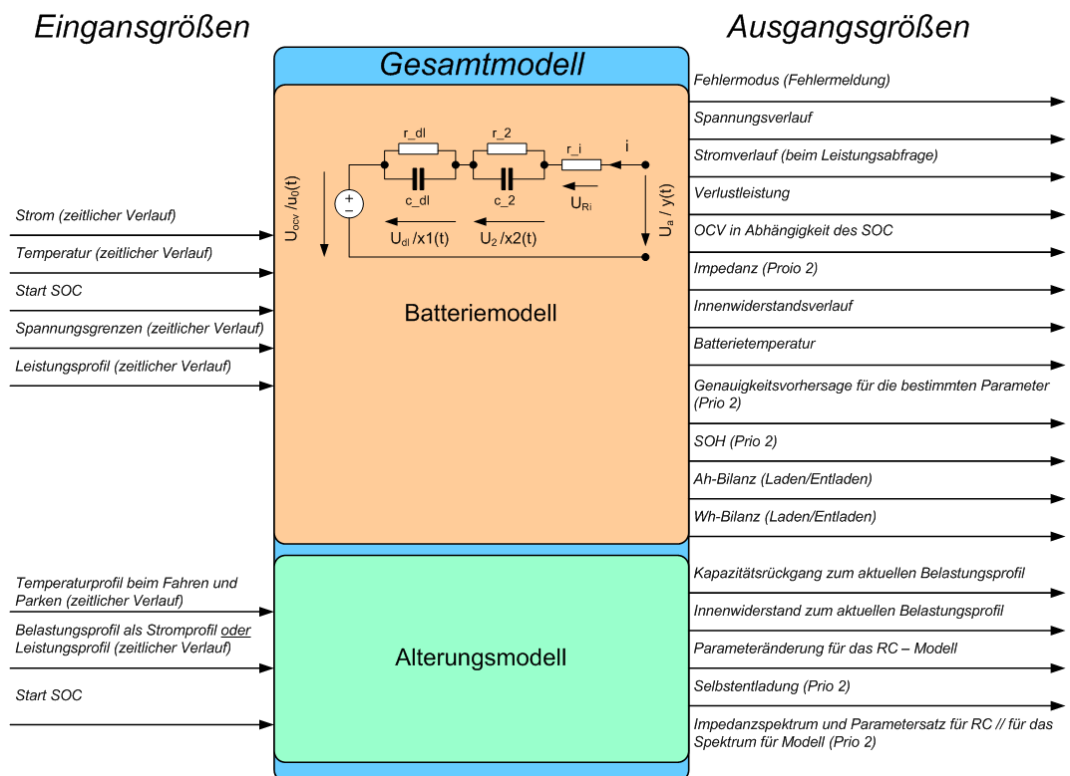 Eingansgrößen
Ausgangsgrößen
Gesamtmodell
Strom (zeitlicher Verlauf)
Temperatur (zeitlicher Verlauf)
Start SOC
Spannungsgrenzen (zeitlicher Verlauf)
Leistungsprofil (zeitlicher Verlauf)
r_dl
r_2
r_i
i
c_dl
c_2
U_Ri
U_ocv /u_0(t)
U_dl /x1(t)
U_2 /x2(t)
U_a / y(t)
Batteriemodell
Fehlermodus (Fehlermeldung)
Spannungsverlauf
Stromverlauf (beim Leistungsabfrage)
Verlustleistung
OCV in Abhängigkeit des SOC
Impedanz (Proio 2)
Innenwiderstandsverlauf
Batterietemperatur
Genauigkeitsvorhersage für die bestimmten Parameter
(Prio 2)
SOH (Prio 2)
Ah-Bilanz (Laden/Entladen)
Wh-Bilanz (Laden/Entladen)
Temperaturprofil beim Fahren und
Parken (zeitlicher Verlauf)
Belastungsprofil als Stromprofil oder
Leistungsprofil (zeitlicher Verlauf)
Start SOC
Alterungsmodell
Kapazitätsrückgang zum aktuellen Belastungsprofil
Innenwiderstand zum aktuellen Belastungsprofil
Parameteränderung für das RC – Modell
Selbstentladung (Prio 2)
Impedanzspektrum und Parametersatz für RC // für das
Spektrum für Modell (Prio 2)